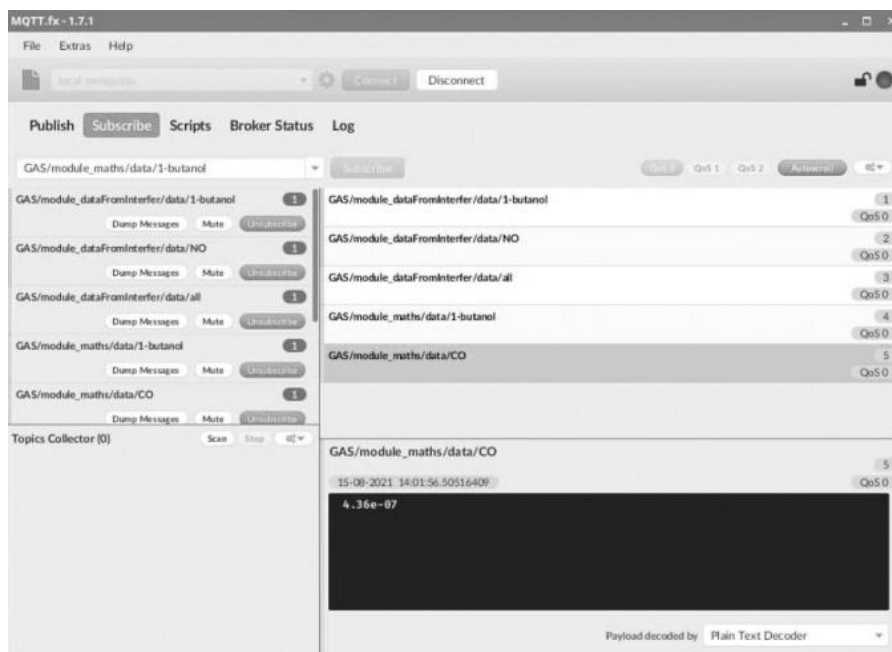 MQTT.fx - 1.7.1
File Extras Help
local mosquitto Connect Disconnect
Publish Subscribe Scripts Broker Status Log
GAS/module_maths/data/1-butanol Subscribe QoS 0 QoS 1 QoS 2 Autoscroll
GAS/module_dataFromInterfer/data/1-butanol 1
Dump Messages Mute Unsubscribe
GAS/module_dataFromInterfer/data/NO 1
Dump Messages Mute Unsubscribe
GAS/module_dataFromInterfer/data/all 1
Dump Messages Mute Unsubscribe
GAS/module_maths/data/1-butanol 1
Dump Messages Mute Unsubscribe
GAS/module_maths/data/CO 1
Dump Messages Mute Unsubscribe
Topics Collector (0) Scan Stop
GAS/module_dataFromInterfer/data/1-butanol 1
QoS 0
GAS/module_dataFromInterfer/data/NO 2
QoS 0
GAS/module_dataFromInterfer/data/all 3
QoS 0
GAS/module_maths/data/1-butanol 4
QoS 0
GAS/module_maths/data/CO 5
QoS 0
GAS/module_maths/data/CO 5
15-08-2021 14:01:56.50516409 QoS 0
4.36e-07
Payload decoded by Plain Text Decoder